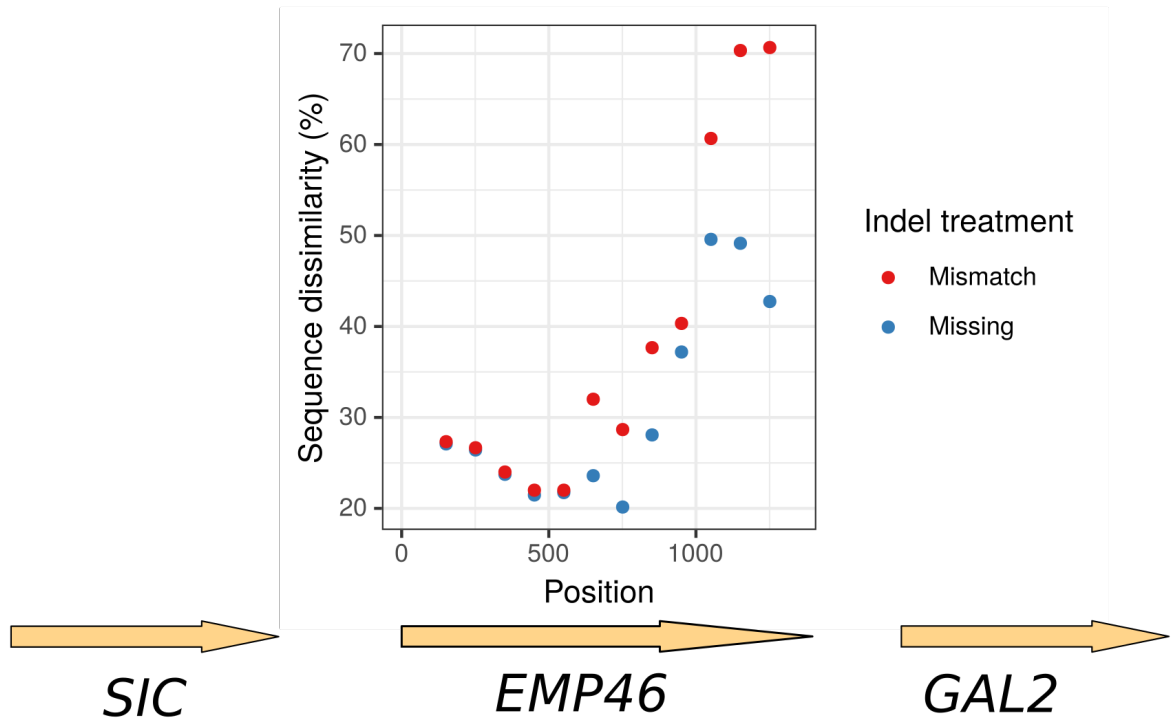 70
60
50
40
30
20
Sequence dissimilarity (%)
0 500 1000
Position
Indel treatment
Mismatch
Missing
SIC EMP46 GAL2